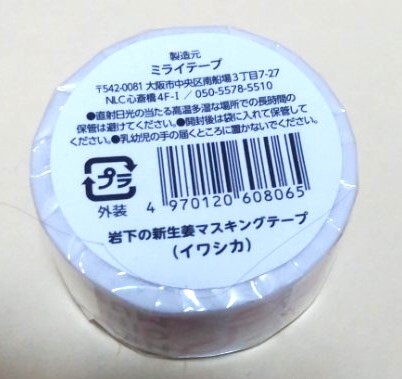 製造元
ミライテープ
〒542-0081 大阪市中央区南船場3丁目7-27
NLC心斎橋4F-I / 050-5578-5510
●直射日光の当たる高温多湿な場所での長時間の
保管は避けてください。●開封後は袋に入れて保管して
ください。●乳幼児の手の届くところに置かないでください。
プラ
外装
4 970120 608065
岩下の新生姜マスキングテープ
(イワシカ)